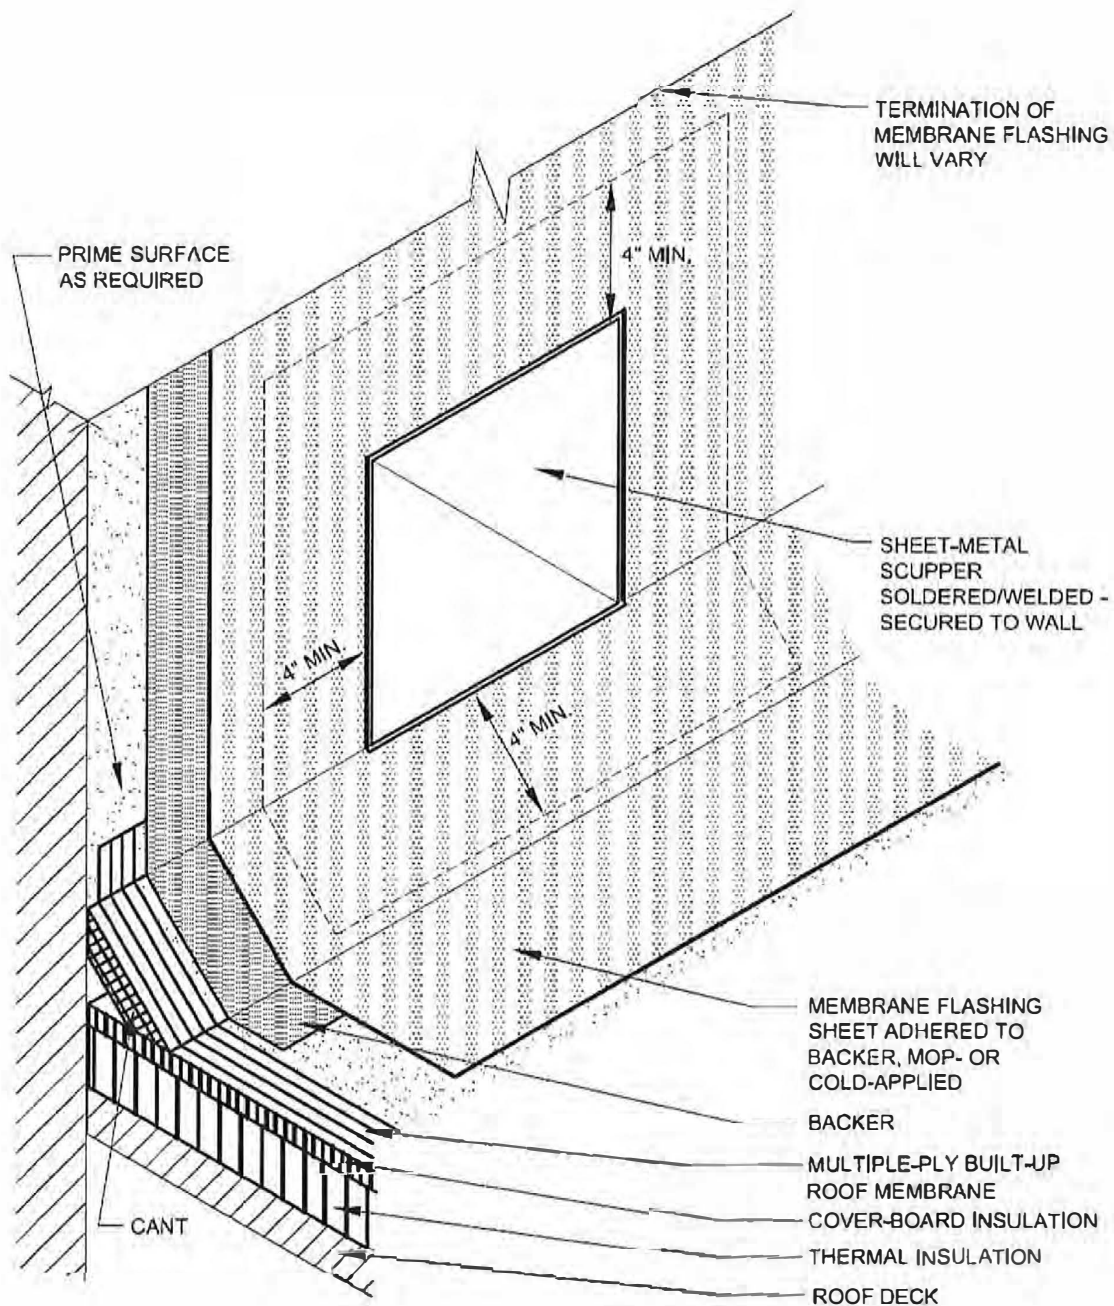 TERMINATION OF
MEMBRANE FLASHING
WILL VARY
4" MIN.
PRIME SURFACE
AS REQUIRED
SHEET-METAL
SCUPPER
SOLDERED/WELDED -
SECURED TO WALL
4" MIN.
4" MIN.
MEMBRANE FLASHING
SHEET ADHERED TO
BACKER, MOP- OR
COLD-APPLIED
BACKER
MULTIPLE-PLY BUILT-UP
ROOF MEMBRANE
COVER-BOARD INSULATION
CANT
THERMAL INSULATION
ROOF DECK